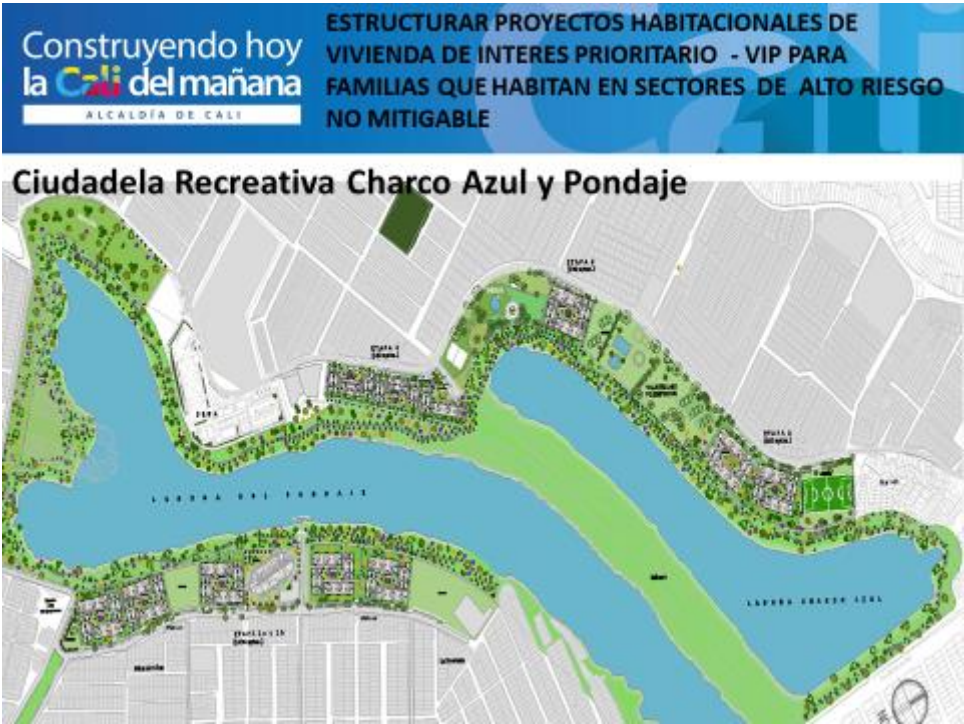 Construyendo hoy
la Cali del mañana
ALCALDÍA DE CALI
ESTRUCTURAR PROYECTOS HABITACIONALES DE
VIVIENDA DE INTERES PRIORITARIO - VIP PARA
FAMILIAS QUE HABITAN EN SECTORES DE ALTO RIESGO
NO MITIGABLE
Ciudadela Recreativa Charco Azul y Pondaje
LAGUNA DEL PONDAJE
LAGUNA CHARCO AZUL